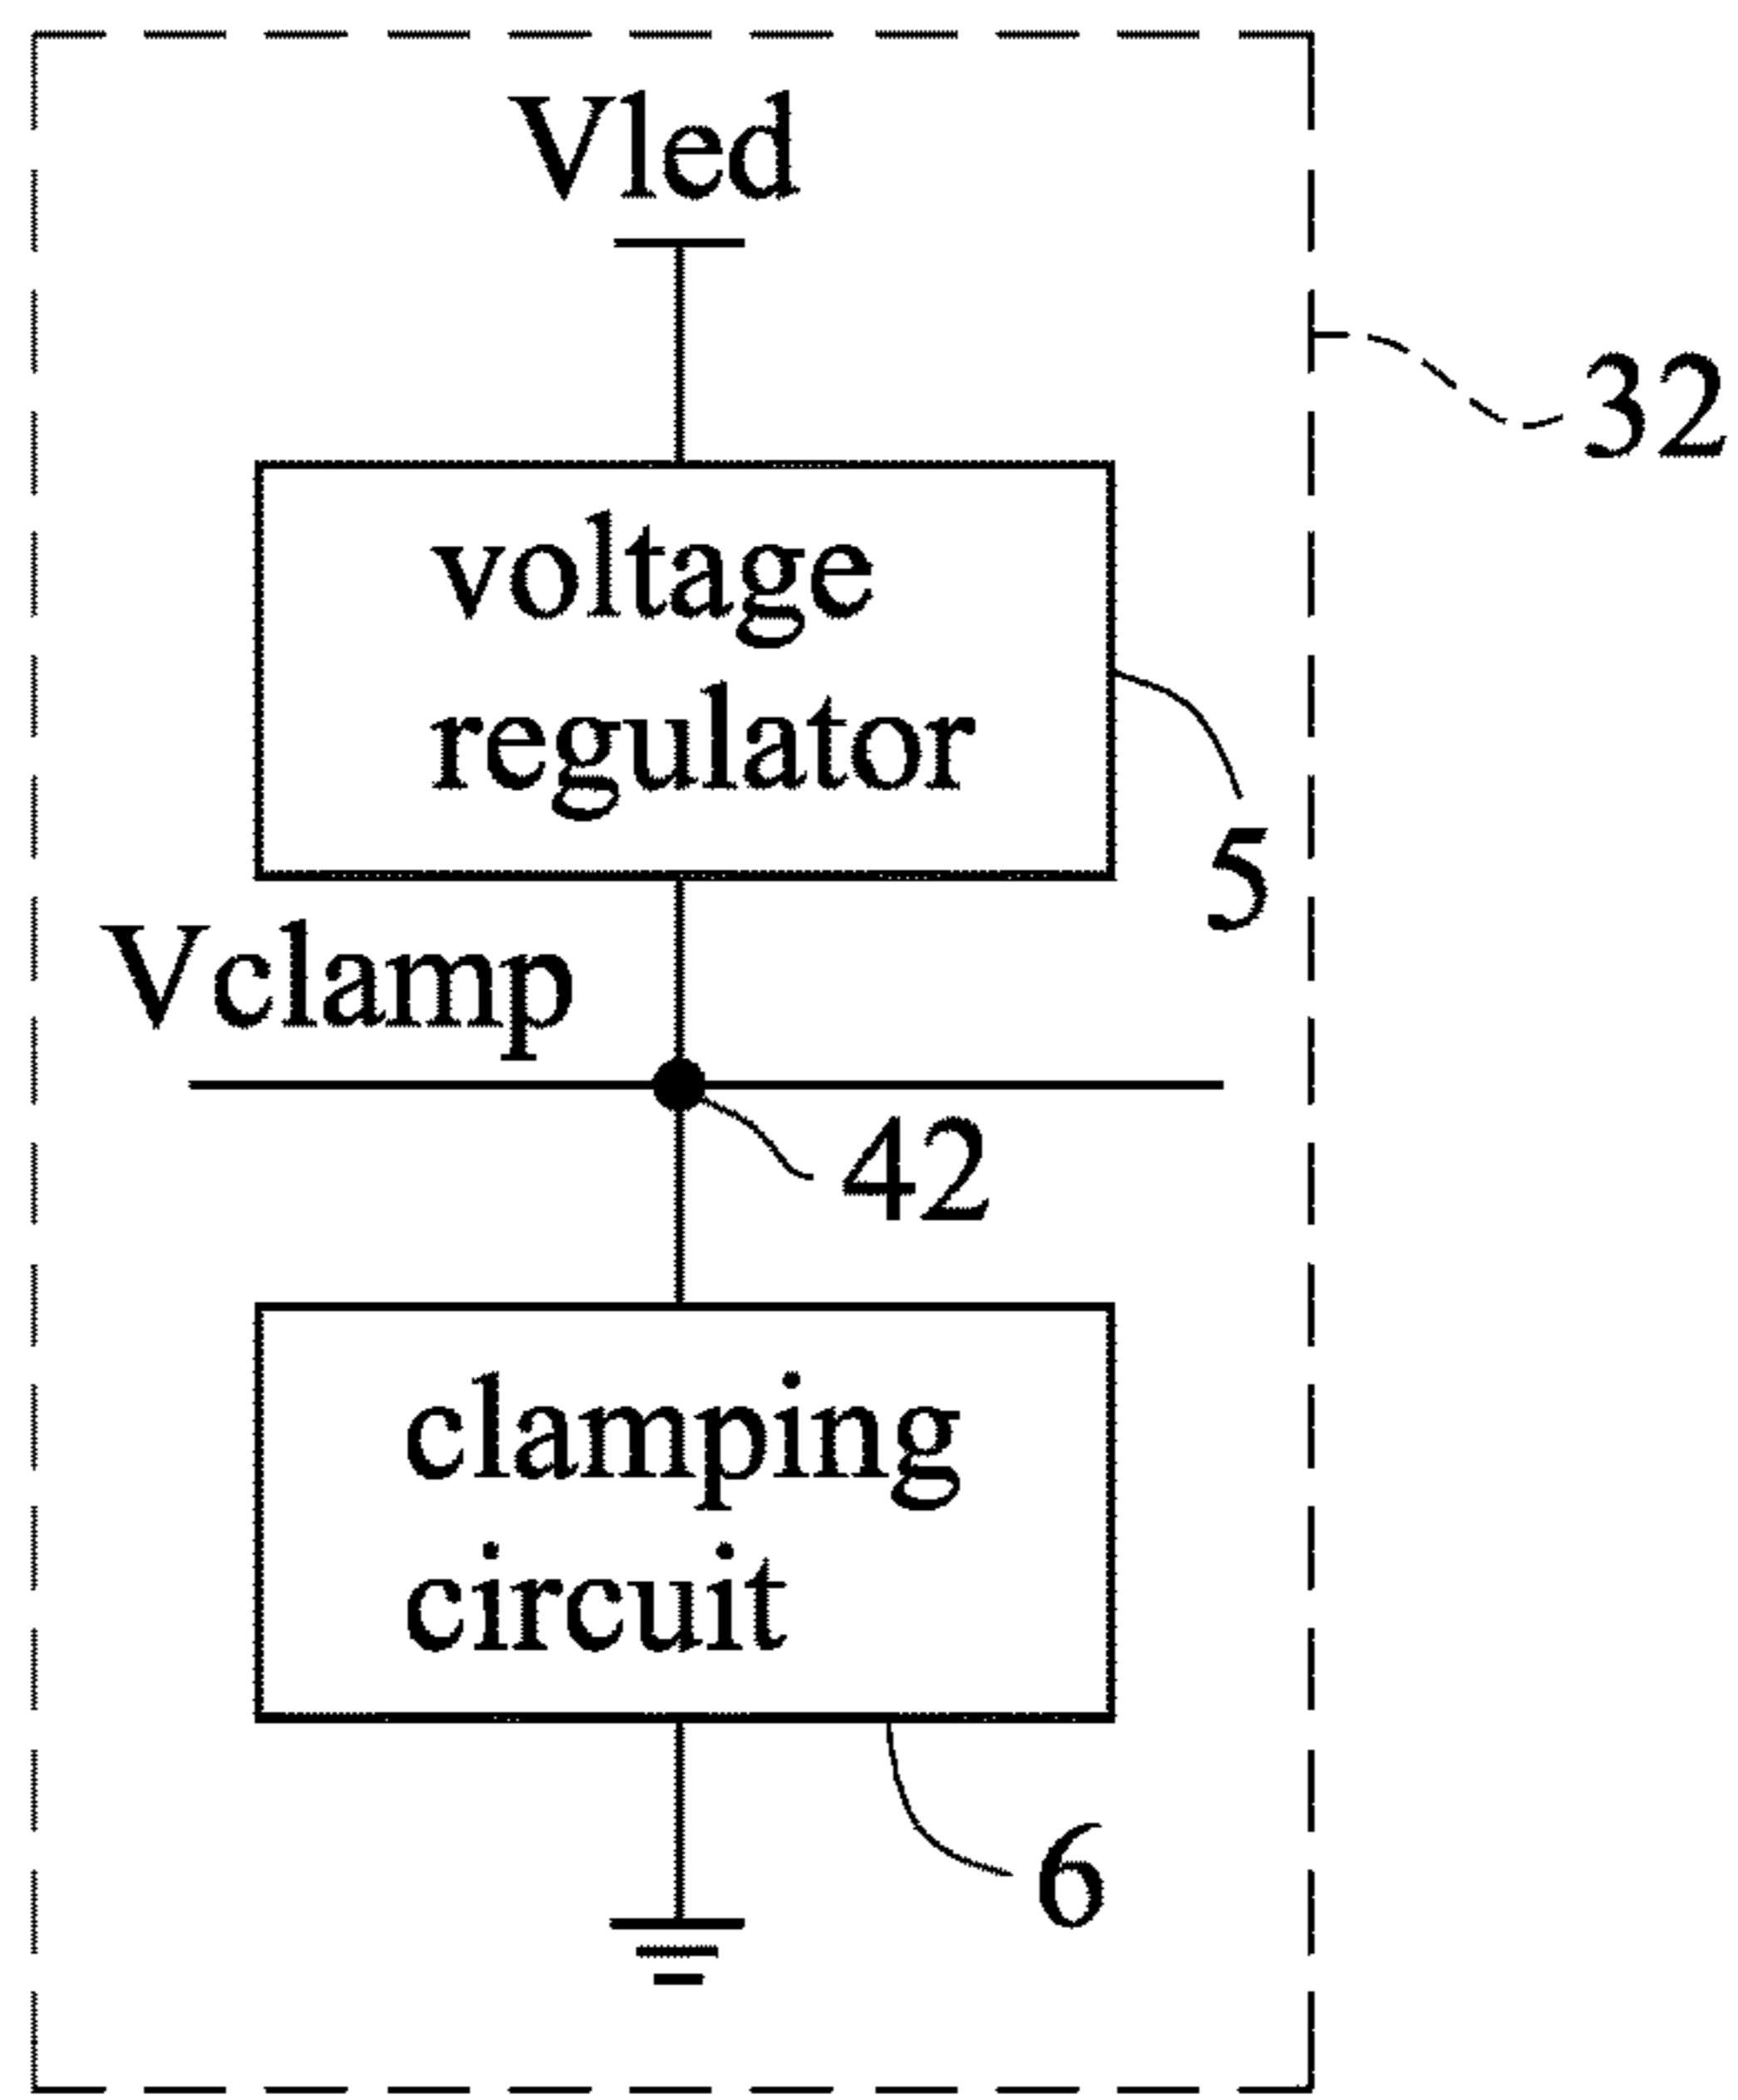 Vled
32
voltage
regulator
5
Vclamp
42
clamping
circuit
6